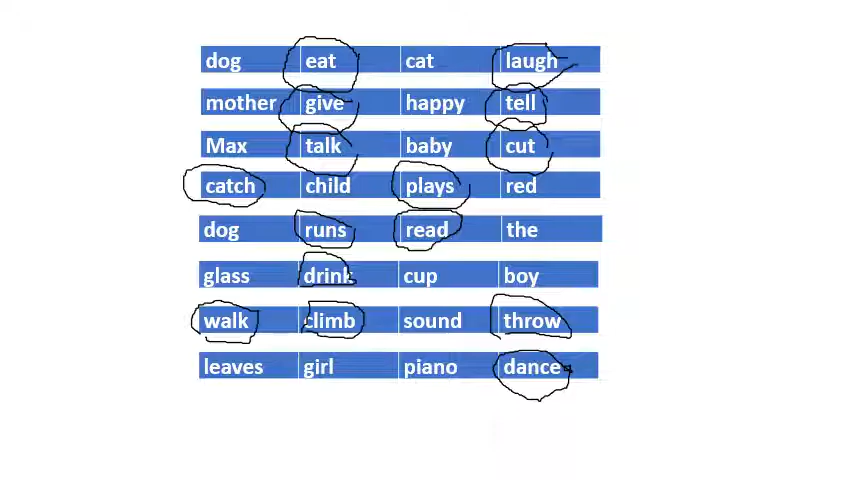 dog eat cat laugh
mother give happy tell
Max talk baby cut
catch child plays red
dog runs read the
glass drink cup boy
walk climb sound throw
leaves girl piano dance